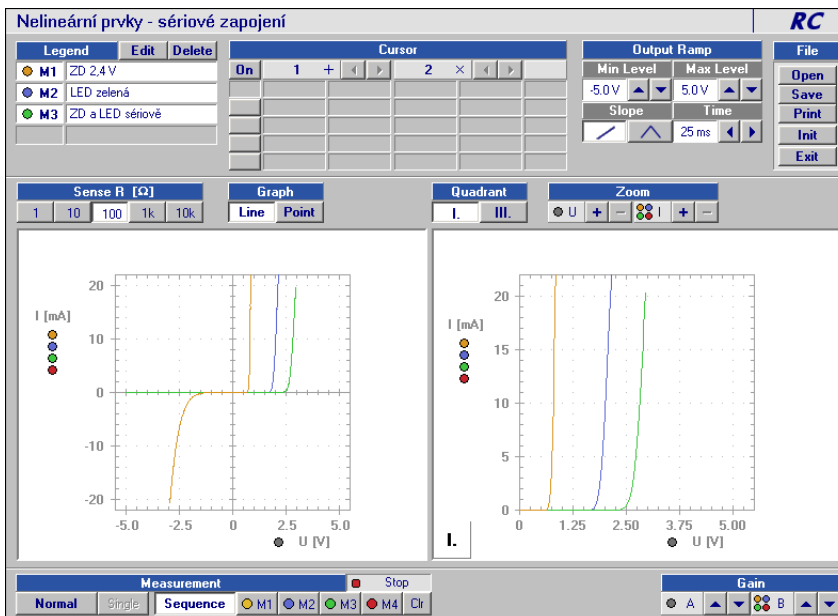 Nelineární prvky - sériové zapojení
RC
Legend Edit Delete
M1 ZD 2,4 V
M2 LED zelená
M3 ZD a LED sériově
Cursor
On 1 + 2 ×
Output Ramp
Min Level Max Level
-5.0 V 5.0 V
Slope Time
25 ms
File
Open
Save
Print
Init
Exit
Sense R [Ω]
1 10 100 1k 10k
Graph
Line Point
Quadrant
I. III.
Zoom
U + − I + −
I [mA]
20
10
0
-10
-20
-5.0 -2.5 0 2.5 5.0
U [V]
I [mA]
20
15
10
5
0
0 1.25 2.50 3.75 5.00
U [V]
I.
Measurement
Stop
Normal Single Sequence M1 M2 M3 M4 Clr
Gain
A B